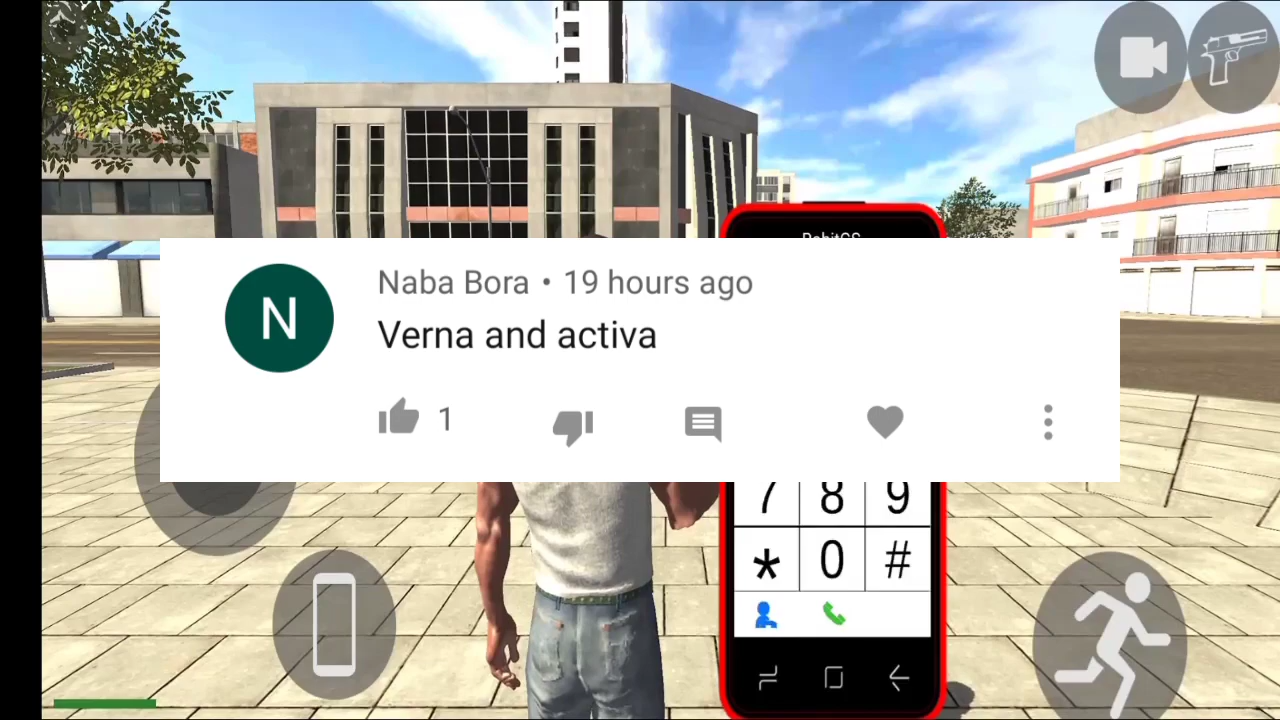 Naba Bora • 19 hours ago
N
Verna and activa
1
7 8 9
* 0 #